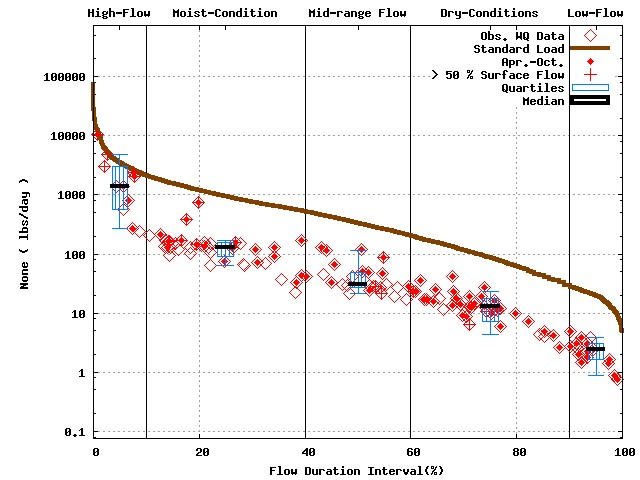 High-Flow Moist-Condition Mid-range Flow Dry-Conditions Low-Flow
Obs. WQ Data
Standard Load
Apr.-Oct.
> 50 % Surface Flow
Quartiles
Median
100000
10000
1000
100
10
1
0.1
None ( lbs/day )
0 20 40 60 80 100
Flow Duration Interval(%)